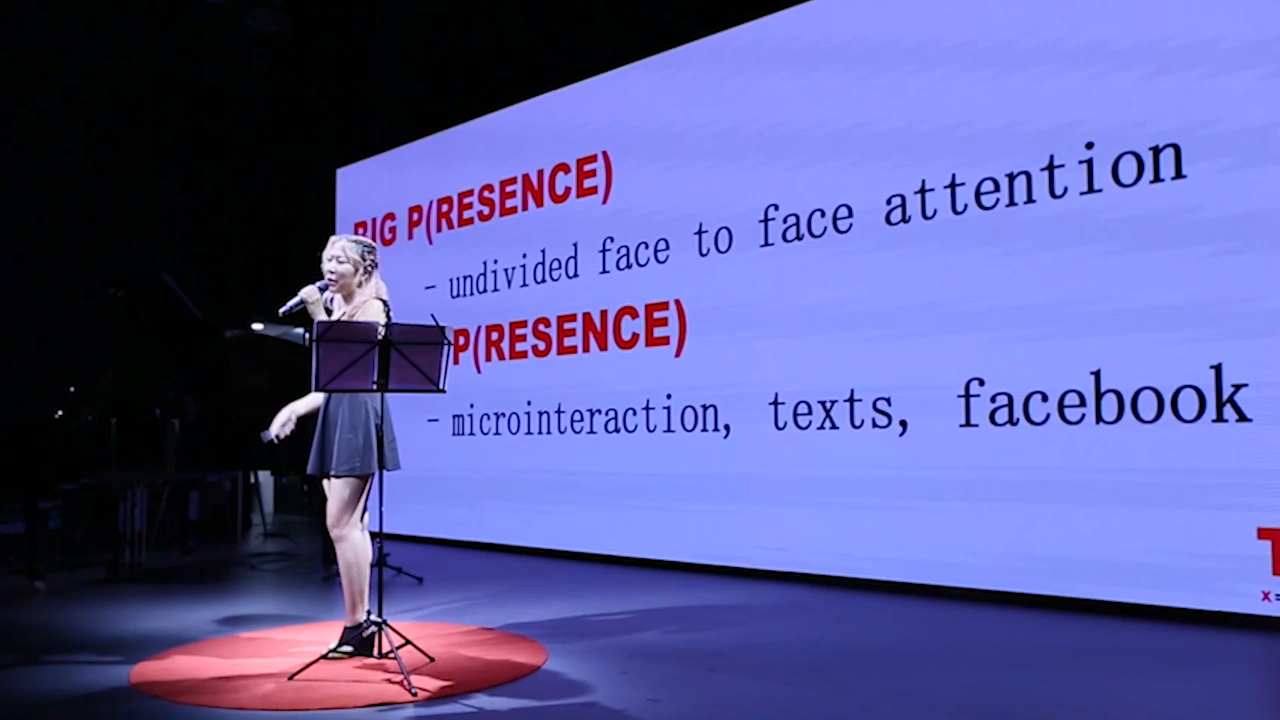 BIG P(RESENCE)
- undivided face to face attention
P(RESENCE)
- microinteraction, texts, facebook
T
x=